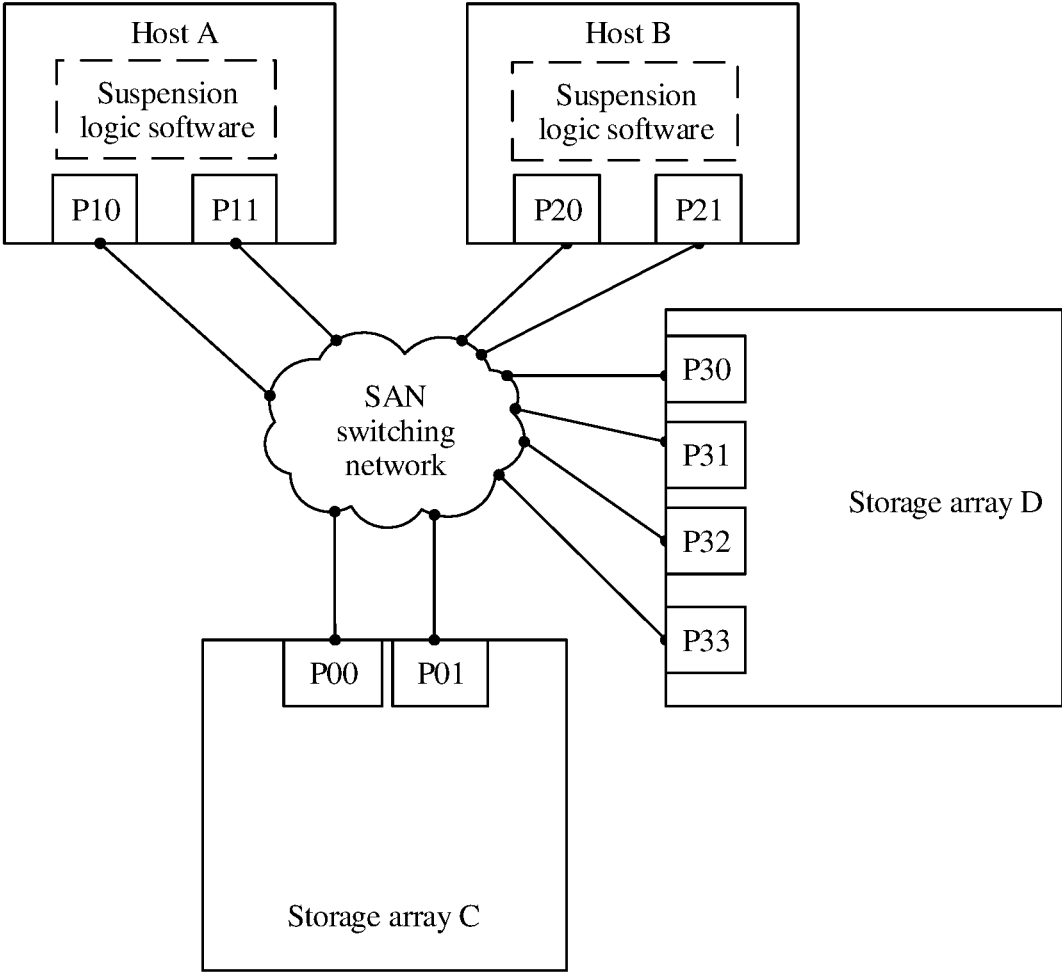 Host A
Suspension
logic software
P10
P11
Host B
Suspension
logic software
P20
P21
SAN
switching
network
P30
P31
P32
P33
Storage array D
P00
P01
Storage array C